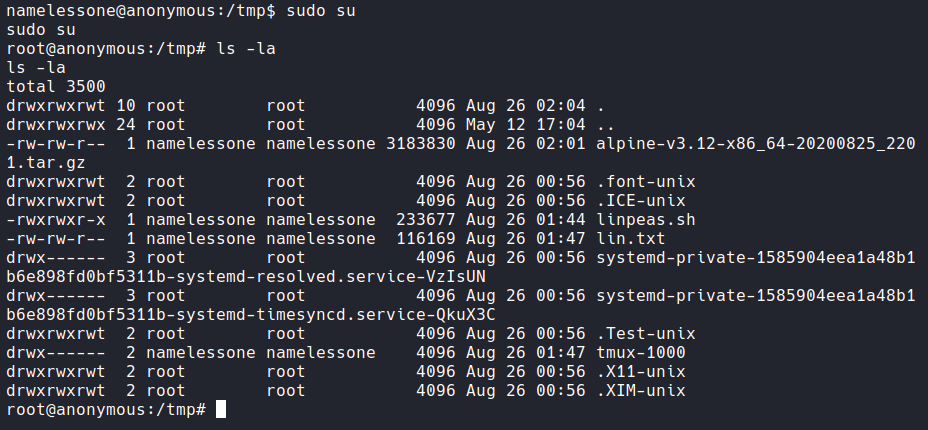 namelessone@anonymous:/tmp$ sudo su
sudo su
root@anonymous:/tmp# ls -la
ls -la
total 3500
drwxrwxrwt 10 root        root           4096 Aug 26 02:04 .
drwxrwxrwx 24 root        root           4096 May 12 17:04 ..
-rw-rw-r--  1 namelessone namelessone 3183830 Aug 26 02:01 alpine-v3.12-x86_64-20200825_220
1.tar.gz
drwxrwxrwt  2 root        root           4096 Aug 26 00:56 .font-unix
drwxrwxrwt  2 root        root           4096 Aug 26 00:56 .ICE-unix
-rwxrwxr-x  1 namelessone namelessone  233677 Aug 26 01:44 linpeas.sh
-rw-rw-r--  1 namelessone namelessone  116169 Aug 26 01:47 lin.txt
drwx------  3 root        root           4096 Aug 26 00:56 systemd-private-1585904eea1a48b1
b6e898fd0bf5311b-systemd-resolved.service-VzIsUN
drwx------  3 root        root           4096 Aug 26 00:56 systemd-private-1585904eea1a48b1
b6e898fd0bf5311b-systemd-timesyncd.service-QkuX3C
drwxrwxrwt  2 root        root           4096 Aug 26 00:56 .Test-unix
drwx------  2 namelessone namelessone    4096 Aug 26 01:47 tmux-1000
drwxrwxrwt  2 root        root           4096 Aug 26 00:56 .X11-unix
drwxrwxrwt  2 root        root           4096 Aug 26 00:56 .XIM-unix
root@anonymous:/tmp#